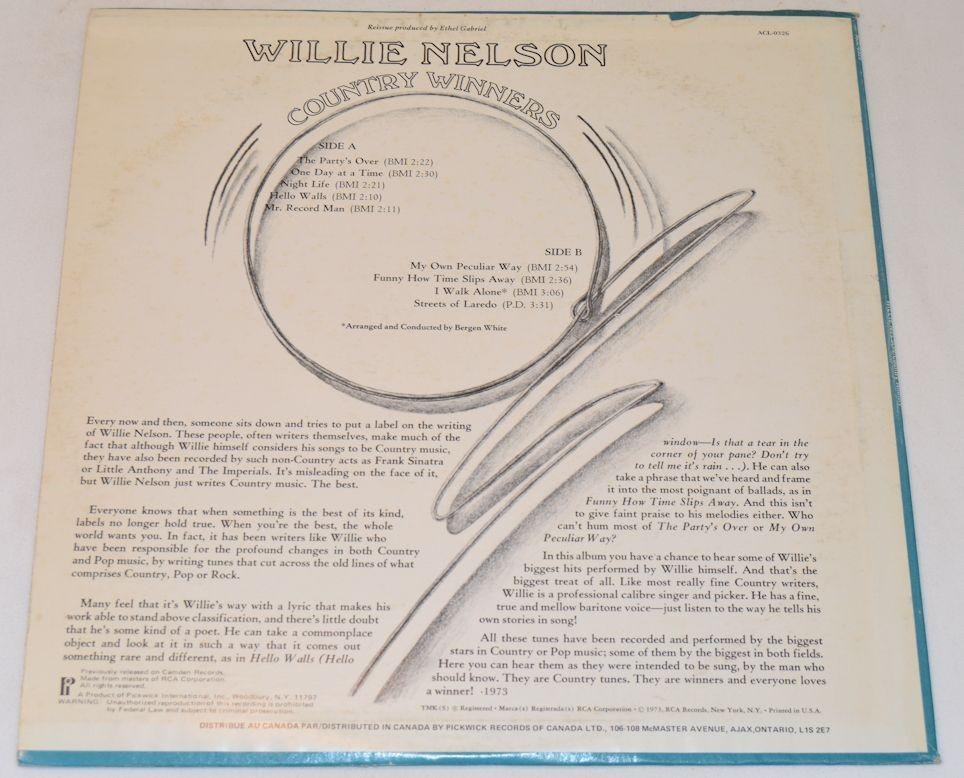 Reissue produced by Ethel Gabriel
ACL-0326
WILLIE NELSON
COUNTRY WINNERS
SIDE A
The Party's Over (BMI 2:22)
One Day at a Time (BMI 2:30)
Night Life (BMI 2:21)
Hello Walls (BMI 2:10)
Mr. Record Man (BMI 2:11)
SIDE B
My Own Peculiar Way (BMI 2:54)
Funny How Time Slips Away (BMI 2:36)
I Walk Alone* (BMI 3:06)
Streets of Laredo (P.D. 3:31)
*Arranged and Conducted by Bergen White
Every now and then, someone sits down and tries to put a label on the writing
of Willie Nelson. These people, often writers themselves, make much of the
fact that although Willie himself considers his songs to be Country music,
they have also been recorded by such non-Country acts as Frank Sinatra
or Little Anthony and The Imperials. It's misleading on the face of it,
but Willie Nelson just writes Country music. The best.
Everyone knows that when something is the best of its kind,
labels no longer hold true. When you're the best, the whole
world wants you. In fact, it has been writers like Willie who
have been responsible for the profound changes in both Country
and Pop music, by writing tunes that cut across the old lines of what
comprises Country, Pop or Rock.
Many feel that it's Willie's way with a lyric that makes his
work able to stand above classification, and there's little doubt
that he's some kind of a poet. He can take a commonplace
object and look at it in such a way that it comes out
something rare and different, as in Hello Walls (Hello
window—Is that a tear in the
corner of your pane? Don't try
to tell me it's rain . . .). He can also
take a phrase that we've heard and frame
it into the most poignant of ballads, as in
Funny How Time Slips Away. And this isn't
to give faint praise to his melodies either. Who
can't hum most of The Party's Over or My Own
Peculiar Way?
In this album you have a chance to hear some of Willie's
biggest hits performed by Willie himself. And that's the
biggest treat of all. Like most really fine Country writers,
Willie is a professional calibre singer and picker. He has a fine,
true and mellow baritone voice—just listen to the way he tells his
own stories in song!
All these tunes have been recorded and performed by the biggest
stars in Country or Pop music; some of them by the biggest in both fields.
Here you can hear them as they were intended to be sung, by the man who
should know. They are Country tunes. They are winners and everyone loves
a winner! -1973
Previously released on Camden Records.
Made from masters of RCA Corporation.
All rights reserved.
A Product of Pickwick International, Inc., Woodbury, N.Y. 11797
WARNING: Unauthorized reproduction of this recording is prohibited
by Federal Law and subject to criminal prosecution.
TMK(S) ® Registered • Marca(s) Registrada(s) RCA Corporation • © 1973, RCA Records, New York, N.Y. • Printed in U.S.A.
DISTRIBUE AU CANADA PAR/DISTRIBUTED IN CANADA BY PICKWICK RECORDS OF CANADA LTD., 106-108 McMASTER AVENUE, AJAX, ONTARIO, L1S 2E7